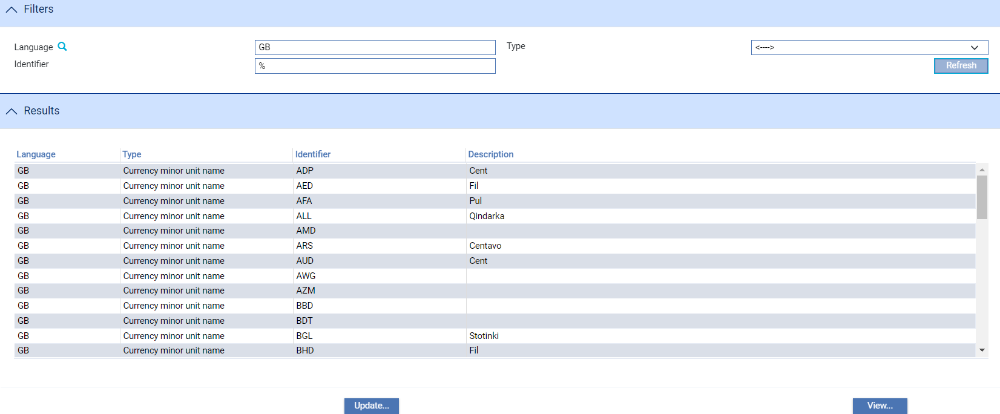 Filters
Language GB Type <---->
Identifier % Refresh
Results
Language Type Identifier Description
GB Currency minor unit name ADP Cent
GB Currency minor unit name AED Fil
GB Currency minor unit name AFA Pul
GB Currency minor unit name ALL Qindarka
GB Currency minor unit name AMD
GB Currency minor unit name ARS Centavo
GB Currency minor unit name AUD Cent
GB Currency minor unit name AWG
GB Currency minor unit name AZM
GB Currency minor unit name BBD
GB Currency minor unit name BDT
GB Currency minor unit name BGL Stotinki
GB Currency minor unit name BHD Fil
Update... View...